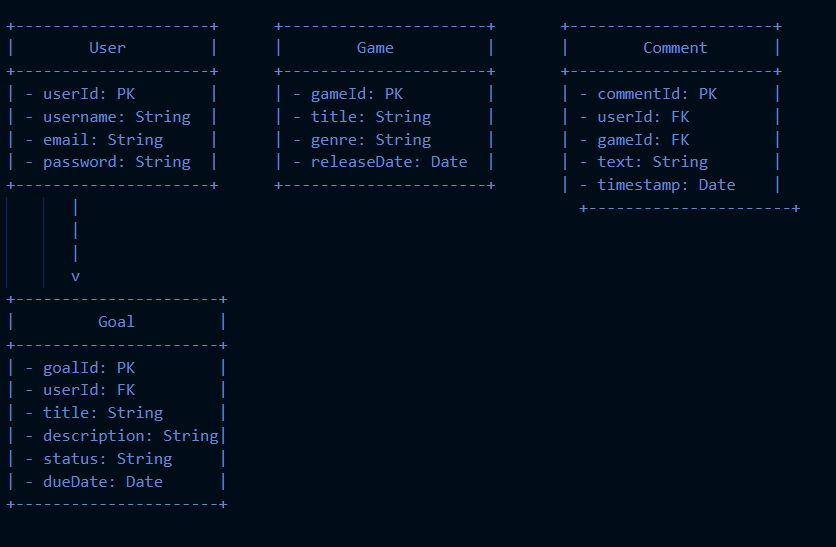 +---------------------+      +----------------------+       +----------------------+
|        User         |      |        Game          |       |        Comment       |
+---------------------+      +----------------------+       +----------------------+
| - userId: PK        |      | - gameId: PK         |       | - commentId: PK      |
| - username: String  |      | - title: String      |       | - userId: FK         |
| - email: String     |      | - genre: String      |       | - gameId: FK         |
| - password: String  |      | - releaseDate: Date  |       | - text: String       |
+---------------------+      +----------------------+       | - timestamp: Date    |
       |                                                      +----------------------+
       |
       |
       v
+----------------------+
|         Goal         |
+----------------------+
| - goalId: PK         |
| - userId: FK         |
| - title: String      |
| - description: String|
| - status: String     |
| - dueDate: Date      |
+----------------------+